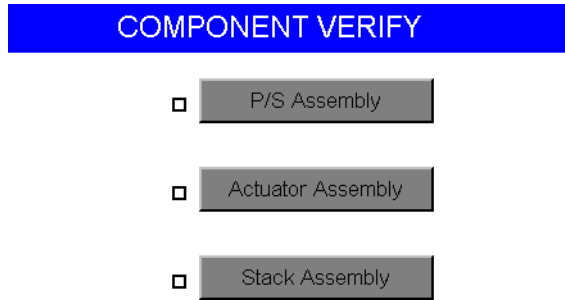 COMPONENT VERIFY
P/S Assembly
Actuator Assembly
Stack Assembly